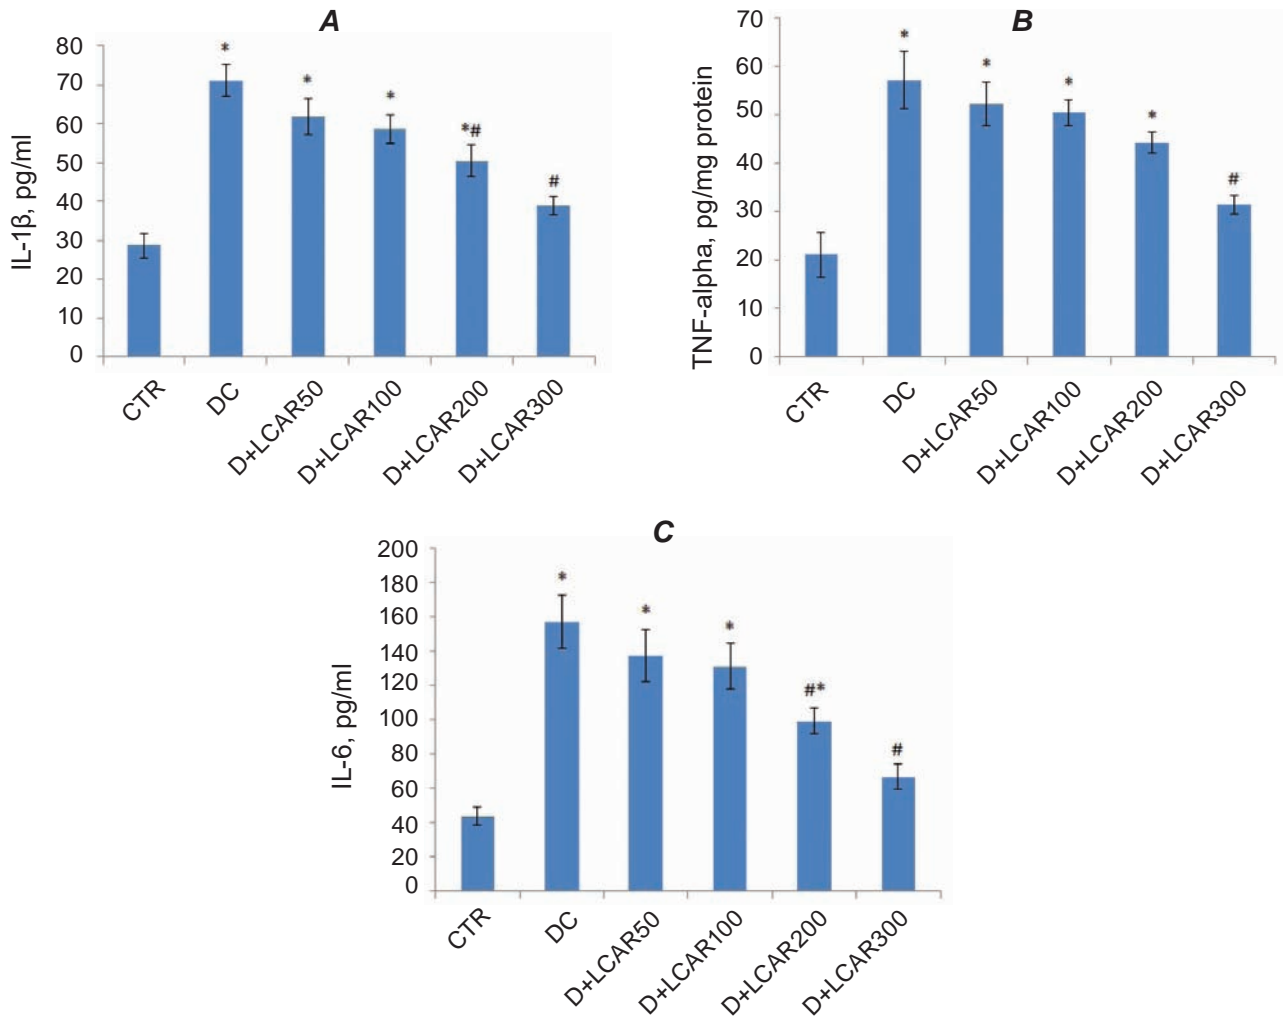 A
IL-1β, pg/ml
80
70
60
50
40
30
20
10
0
*
*
*
*#
#
CTR
DC
D+LCAR50
D+LCAR100
D+LCAR200
D+LCAR300
B
TNF-alpha, pg/mg protein
70
60
50
40
30
20
10
0
*
*
*
*
#
CTR
DC
D+LCAR50
D+LCAR100
D+LCAR200
D+LCAR300
C
IL-6, pg/ml
200
180
160
140
120
100
80
60
40
20
0
*
*
*
#*
#
CTR
DC
D+LCAR50
D+LCAR100
D+LCAR200
D+LCAR300